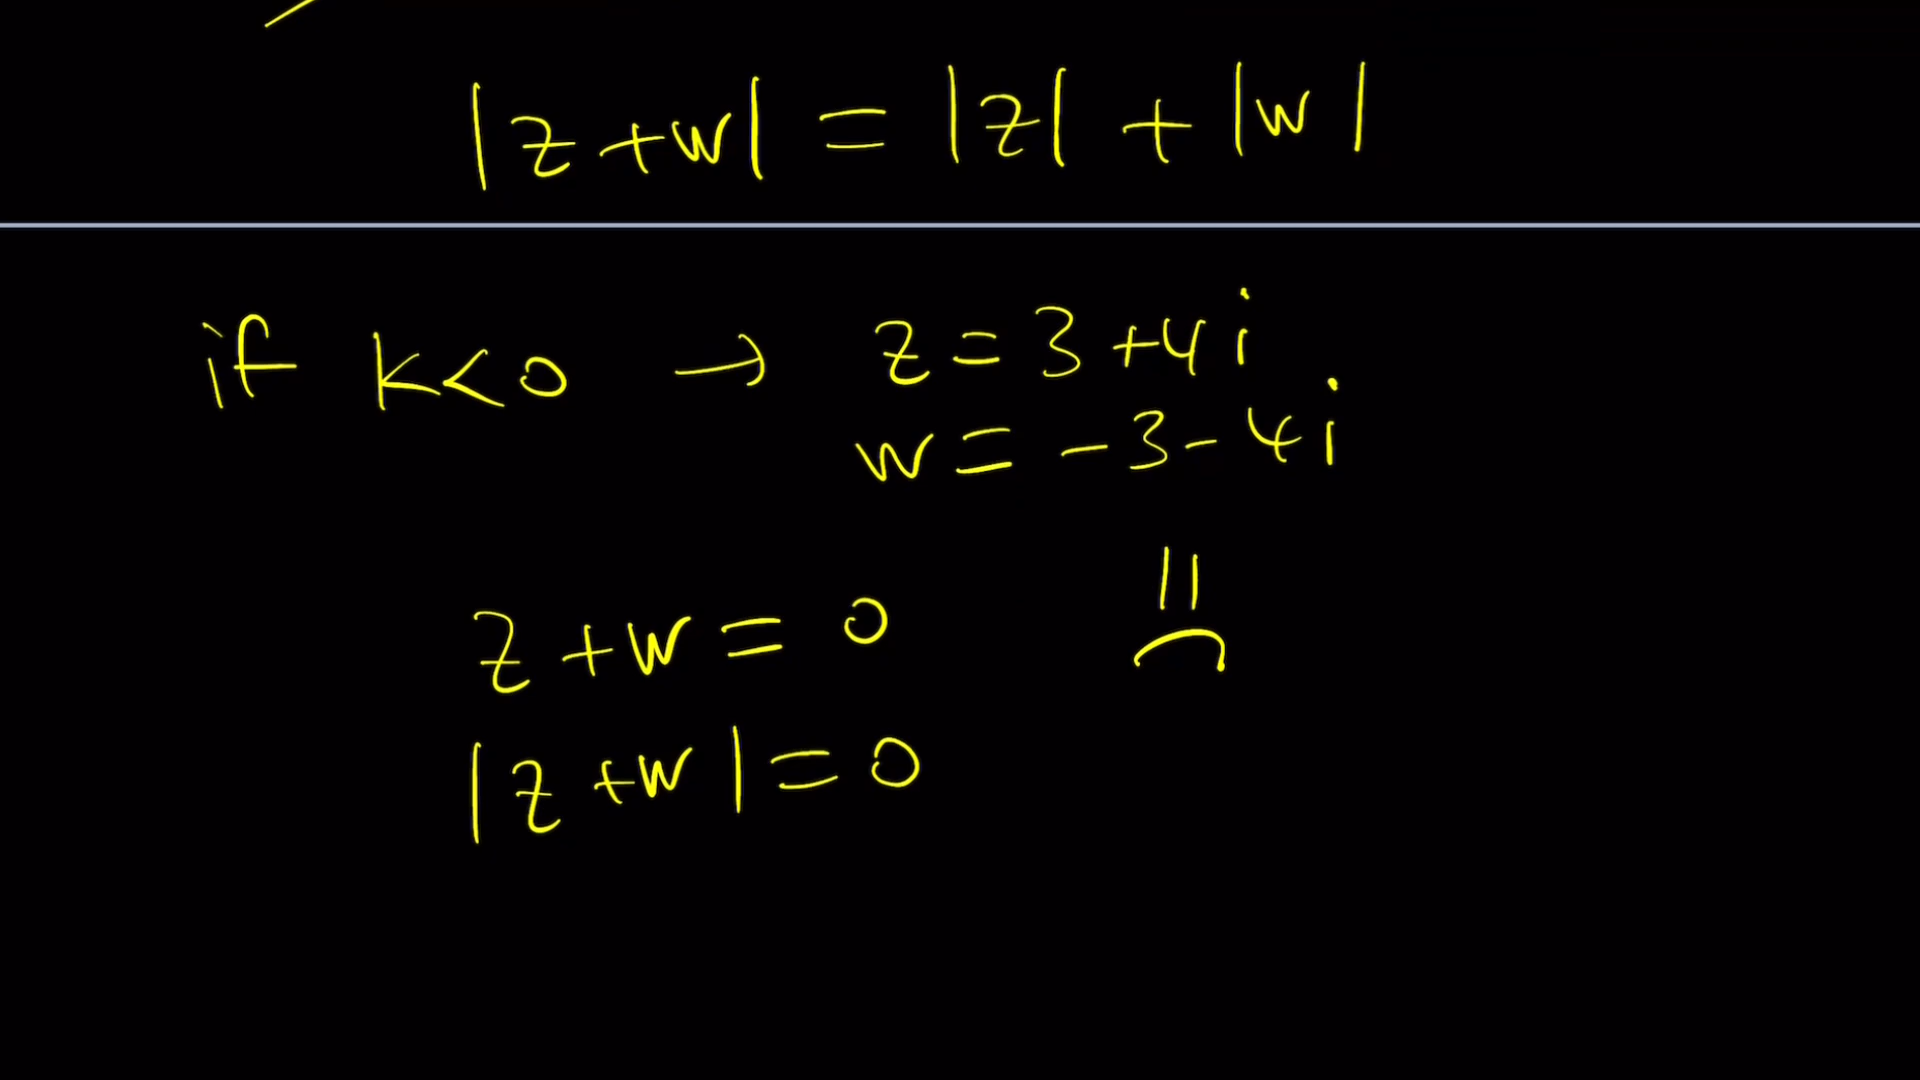 |z+w| = |z| + |w|
if k<0 → z = 3+4i
w = -3-4i
z+w = 0
|z+w| = 0